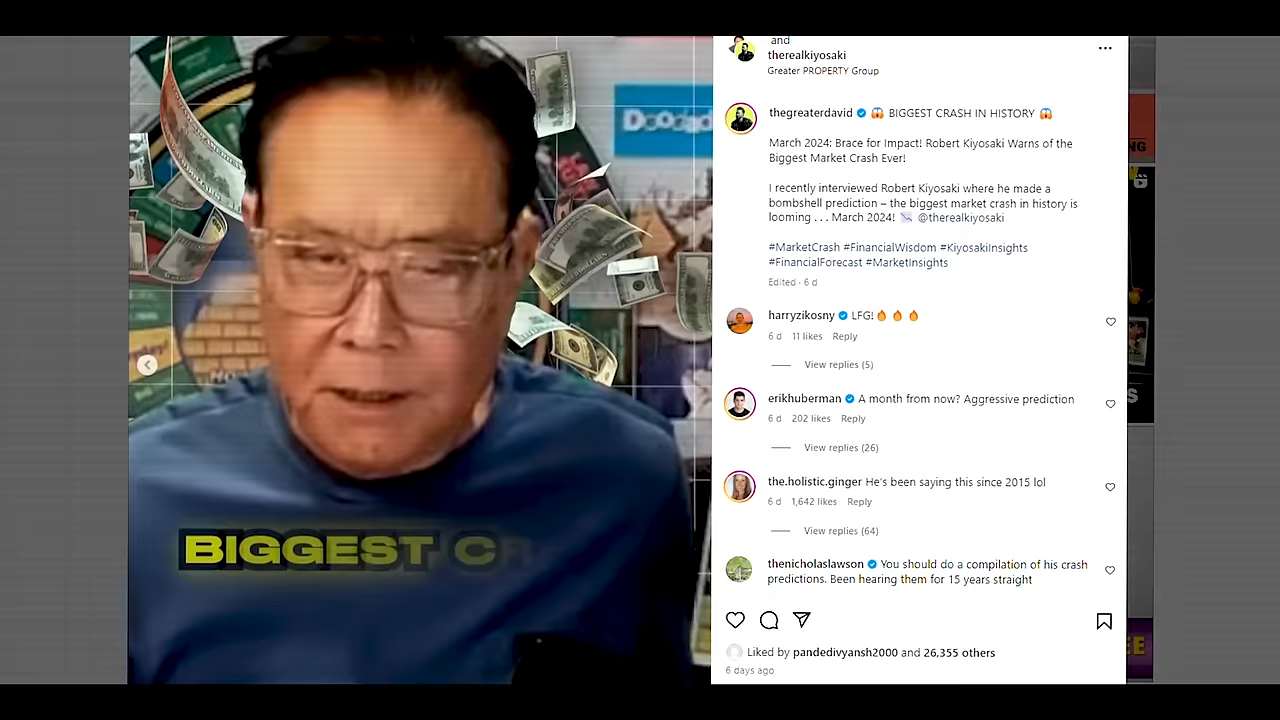 and
therealkiyosaki
Greater PROPERTY Group
thegreaterdavid 😱 BIGGEST CRASH IN HISTORY 😱
March 2024: Brace for Impact! Robert Kiyosaki Warns of the
Biggest Market Crash Ever!
I recently interviewed Robert Kiyosaki where he made a
bombshell prediction – the biggest market crash in history is
looming . . . March 2024! 📉 @therealkiyosaki
#MarketCrash #FinancialWisdom #KiyosakiInsights
#FinancialForecast #MarketInsights
Edited · 6 d
harryzikosny LFG! 🔥 🔥 🔥
6 d 11 likes Reply
View replies (5)
erikhuberman A month from now? Aggressive prediction
6 d 202 likes Reply
View replies (26)
the.holistic.ginger He's been saying this since 2015 lol
6 d 1,642 likes Reply
View replies (64)
thenicholaslawson You should do a compilation of his crash
predictions. Been hearing them for 15 years straight
Liked by pandedivyansh2000 and 26,355 others
6 days ago
BIGGEST CR
NG
S
EE